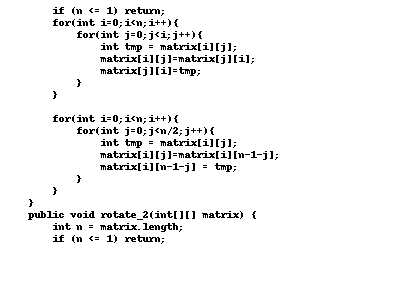 if (n <= 1) return;
for(int i=0;i<n;i++){
for(int j=0;j<i;j++){
int tmp = matrix[i][j];
matrix[i][j]=matrix[j][i];
matrix[j][i]=tmp;
}
}
for(int i=0;i<n;i++){
for(int j=0;j<n/2;j++){
int tmp = matrix[i][j];
matrix[i][j]=matrix[i][n-1-j];
matrix[i][n-1-j] = tmp;
}
}
}
public void rotate_2(int[][] matrix) {
int n = matrix.length;
if (n <= 1) return;